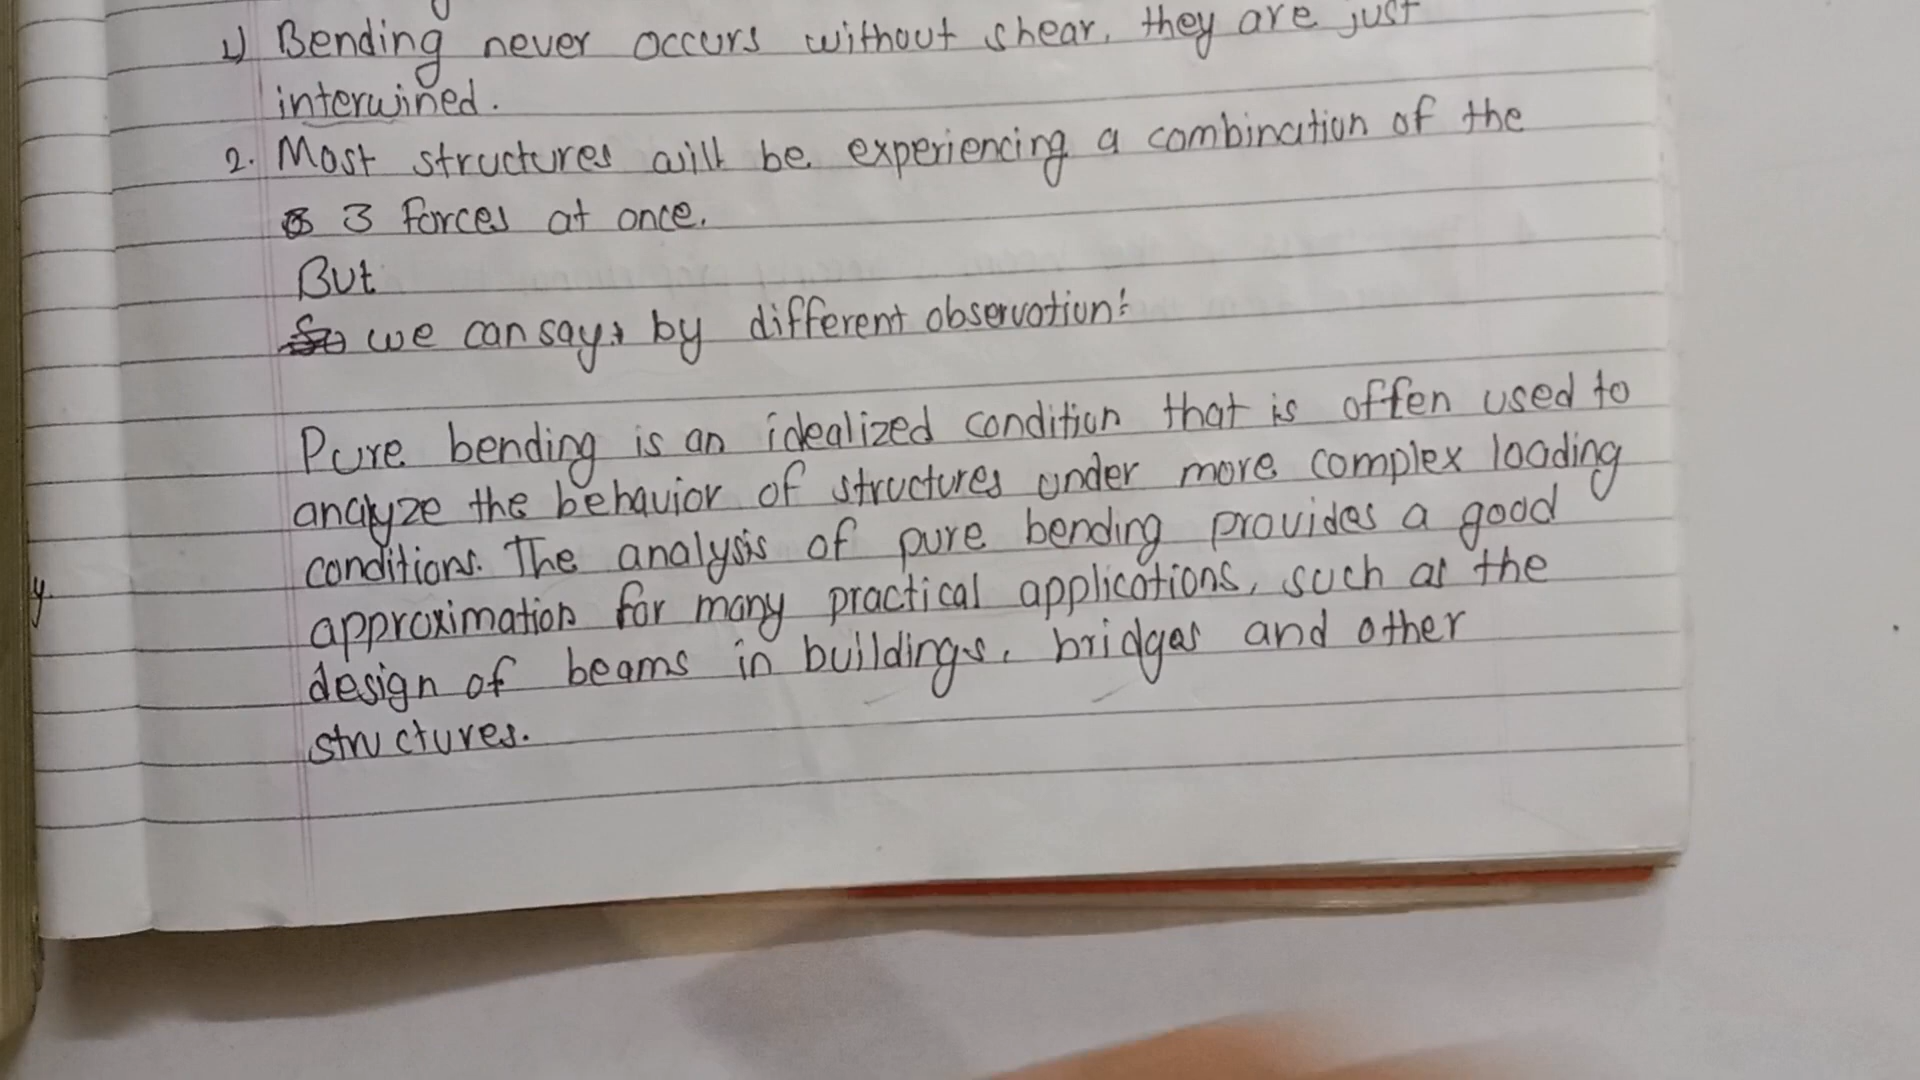 1) Bending never occurs without shear, they are just
interwined.
2. Most structures will be experiencing a combination of the
3 forces at once.
But
So we can say, by different observation:
Pure bending is an idealized condition that is offen used to
analyze the behavior of structures under more complex loading
conditions. The analysis of pure bending provides a good
approximation for many practical applications, such as the
design of beams in buildings, bridges and other
structures.
y.